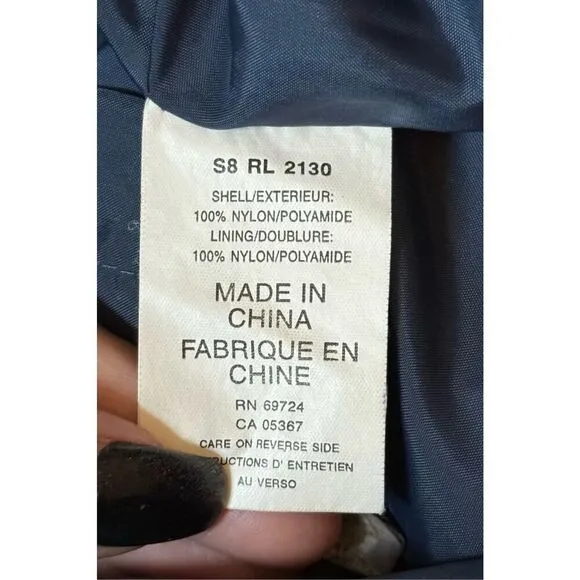 S8 RL 2130
SHELL/EXTERIEUR:
100% NYLON/POLYAMIDE
LINING/DOUBLURE:
100% NYLON/POLYAMIDE
MADE IN
CHINA
FABRIQUE EN
CHINE
RN 69724
CA 05367
CARE ON REVERSE SIDE
D' ENTRETIEN
AU VERSO